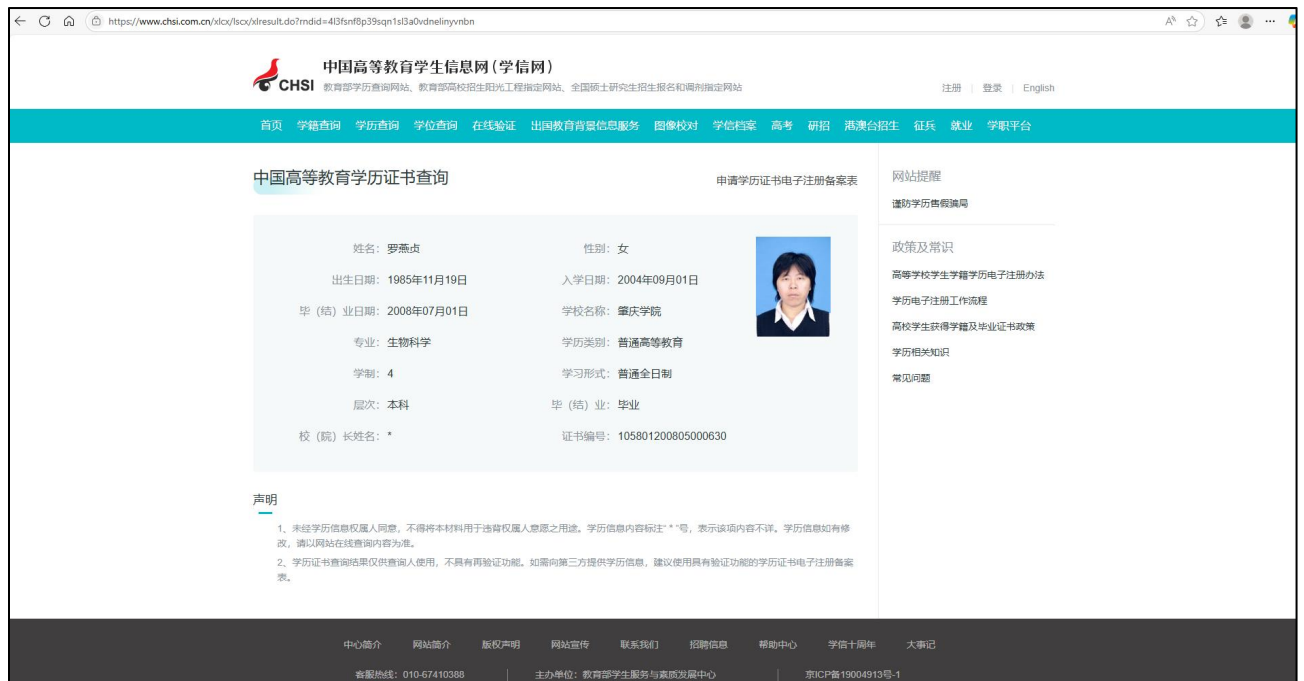 https://www.chsi.com.cn/xlcx/lscx/xlresult.do?rndid=4l3fsnf8p39sqn1sl3a0vdnelinyvnbn
中国高等教育学生信息网(学信网)
CHSI 教育部学历查询网站、教育部高校招生阳光工程指定网站、全国硕士研究生招生报名和调剂指定网站
注册 | 登录 | English
首页 学籍查询 学历查询 学位查询 在线验证 出国教育背景信息服务 图像校对 学信档案 高考 研招 港澳台招生 征兵 就业 学职平台
中国高等教育学历证书查询
申请学历证书电子注册备案表
姓名: 罗燕贞 性别: 女
出生日期: 1985年11月19日 入学日期: 2004年09月01日
毕(结)业日期: 2008年07月01日 学校名称: 肇庆学院
专业: 生物科学 学历类别: 普通高等教育
学制: 4 学习形式: 普通全日制
层次: 本科 毕(结)业: 毕业
校(院)长姓名: * 证书编号: 105801200805000630
声明
1、未经学历信息权属人同意,不得将本材料用于违背权属人意愿之用途。学历信息内容标注“*”号,表示该项内容不详。学历信息如有修
改,请以网站在线查询内容为准。
2、学历证书查询结果仅供查询人使用,不具有再验证功能。如需向第三方提供学历信息,建议使用具有验证功能的学历证书电子注册备案
表。
网站提醒
谨防学历售假骗局
政策及常识
高等学校学生学籍学历电子注册办法
学历电子注册工作流程
高校学生获得学籍及毕业证书政策
学历相关知识
常见问题
中心简介 网站简介 版权声明 网站宣传 联系我们 招聘信息 帮助中心 学信十周年 大事记
客服热线:010-67410388 | 主办单位:教育部学生服务与素质发展中心 | 京ICP备19004913号-1